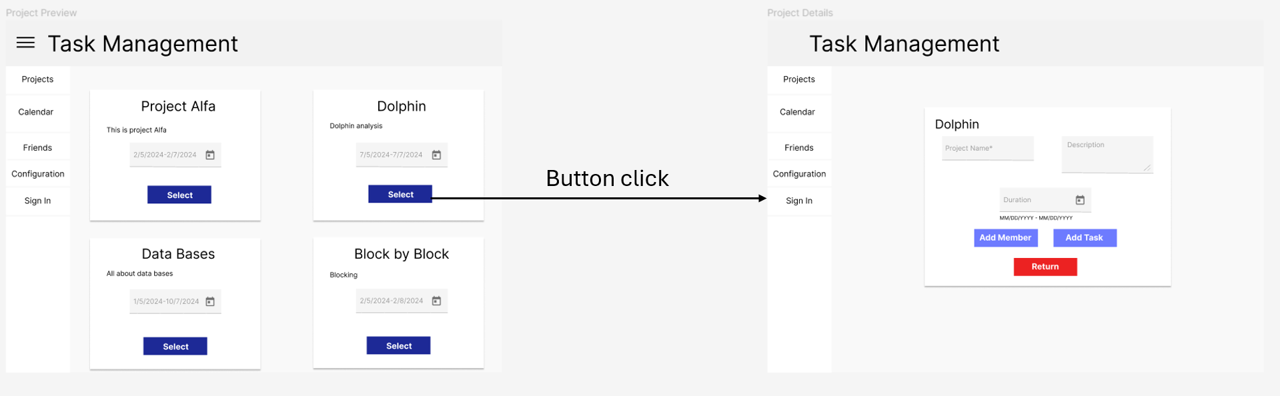 Project Preview
Task Management
Projects
Calendar
Friends
Configuration
Sign In
Project Alfa
This is project Alfa
2/5/2024-2/7/2024
Select
Dolphin
Dolphin analysis
7/5/2024-7/7/2024
Select
Data Bases
All about data bases
1/5/2024-10/7/2024
Select
Block by Block
Blocking
2/5/2024-2/8/2024
Select
Button click
Project Details
Task Management
Projects
Calendar
Friends
Configuration
Sign In
Dolphin
Project Name*
Description
Duration
MM/DD/YYYY - MM/DD/YYYY
Add Member
Add Task
Return